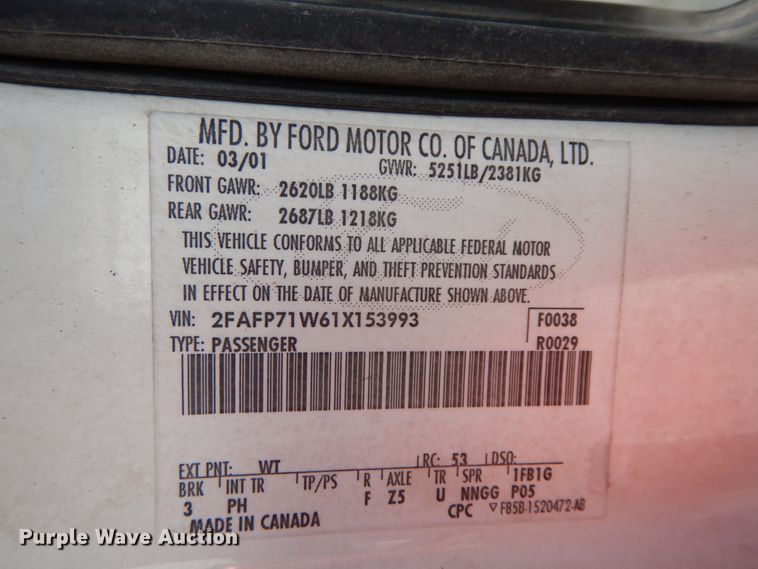 MFD. BY FORD MOTOR CO. OF CANADA, LTD.
DATE: 03/01 GVWR: 5251LB/2381KG
FRONT GAWR: 2620LB 1188KG
REAR GAWR: 2687LB 1218KG
THIS VEHICLE CONFORMS TO ALL APPLICABLE FEDERAL MOTOR
VEHICLE SAFETY, BUMPER, AND THEFT PREVENTION STANDARDS
IN EFFECT ON THE DATE OF MANUFACTURE SHOWN ABOVE.
VIN: 2FAFP71W61X153993 F0038
TYPE: PASSENGER R0029
EXT PNT: WT RC: 53 DSO:
BRK INT TR TP/PS R AXLE TR SPR 1FB1G
3 PH F Z5 U NNGG P05
MADE IN CANADA CPC F85B-1520472-AB
Purple Wave Auction